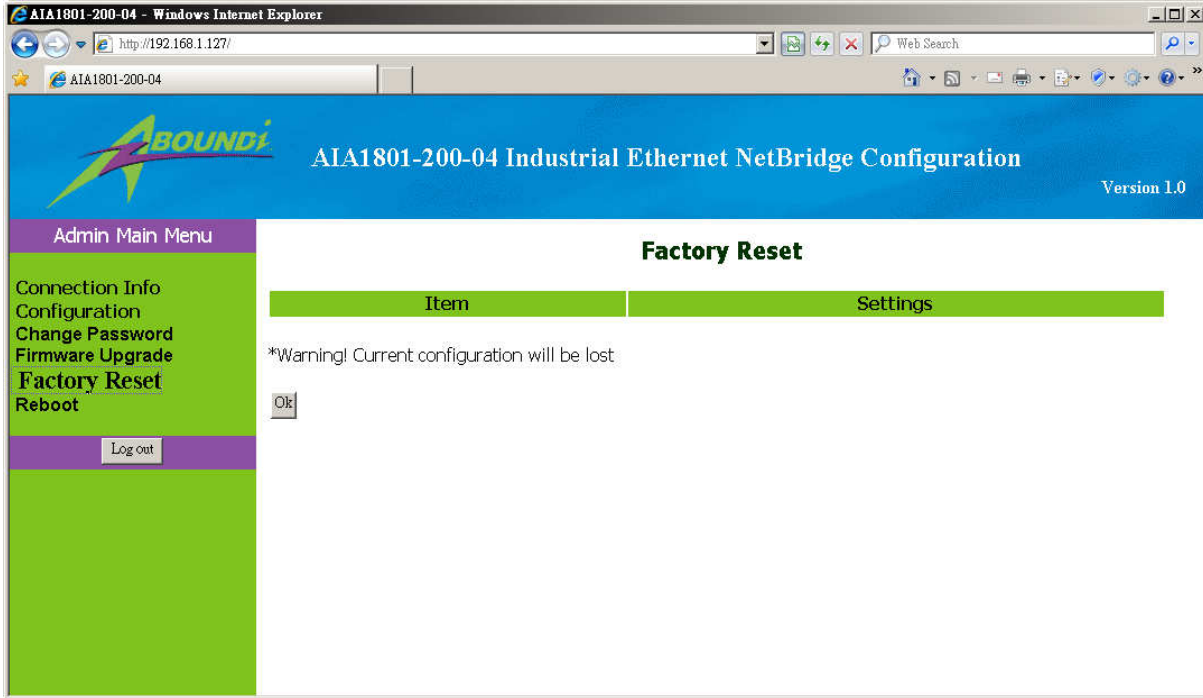 AIA1801-200-04 - Windows Internet Explorer
http://192.168.1.127/
Web Search
AIA1801-200-04
ABOUNDi
AIA1801-200-04 Industrial Ethernet NetBridge Configuration
Version 1.0
Admin Main Menu
Connection Info
Configuration
Change Password
Firmware Upgrade
Factory Reset
Reboot
Log out
Factory Reset
Item Settings
*Warning! Current configuration will be lost
Ok